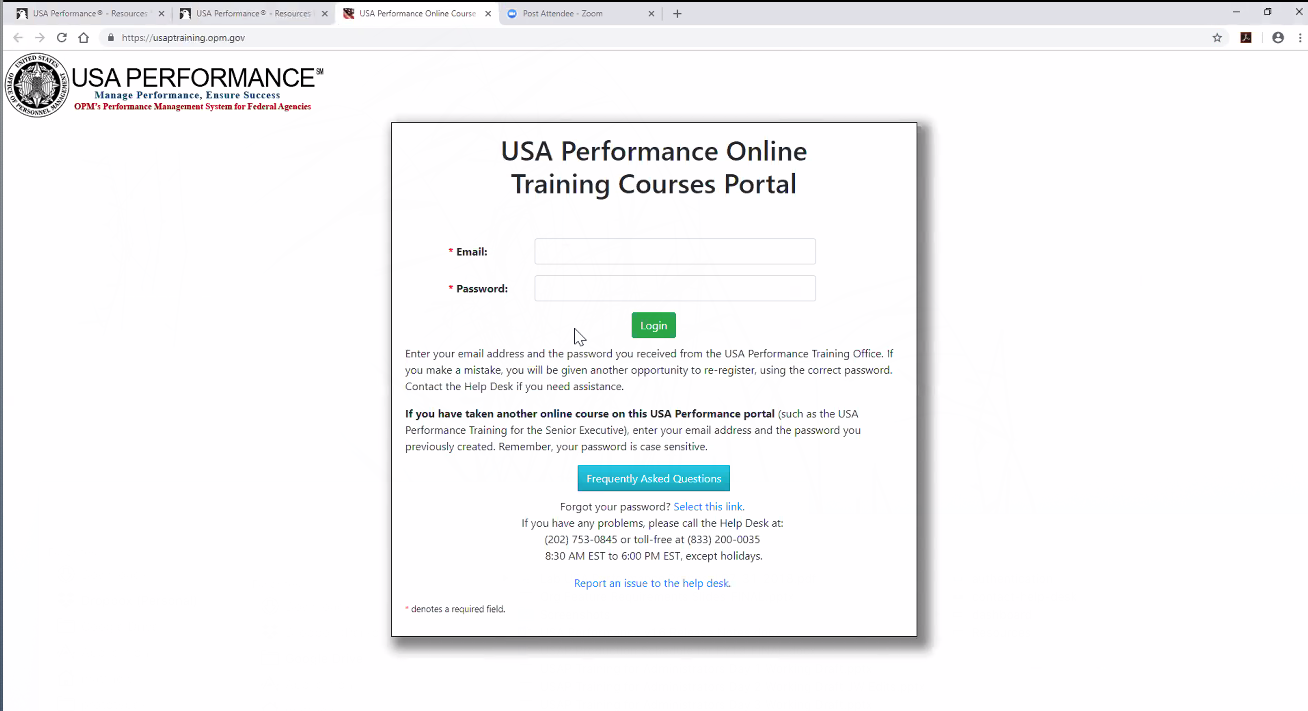 USA Performance® - Resources
USA Performance® - Resources
USA Performance Online Course
Post Attendee - Zoom
https://usaptraining.opm.gov
UNITED STATES
OFFICE OF PERSONNEL MANAGEMENT
USA PERFORMANCE℠
Manage Performance, Ensure Success
OPM's Performance Management System for Federal Agencies
USA Performance Online
Training Courses Portal
* Email:
* Password:
Login
Enter your email address and the password you received from the USA Performance Training Office. If
you make a mistake, you will be given another opportunity to re-register, using the correct password.
Contact the Help Desk if you need assistance.
If you have taken another online course on this USA Performance portal (such as the USA
Performance Training for the Senior Executive), enter your email address and the password you
previously created. Remember, your password is case sensitive.
Frequently Asked Questions
Forgot your password? Select this link.
If you have any problems, please call the Help Desk at:
(202) 753-0845 or toll-free at (833) 200-0035
8:30 AM EST to 6:00 PM EST, except holidays.
Report an issue to the help desk.
* denotes a required field.